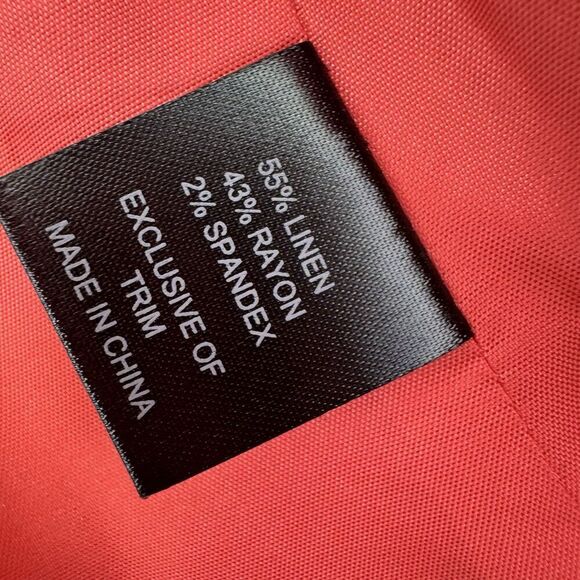 55% LINEN
43% RAYON
2% SPANDEX
EXCLUSIVE OF
TRIM
MADE IN CHINA